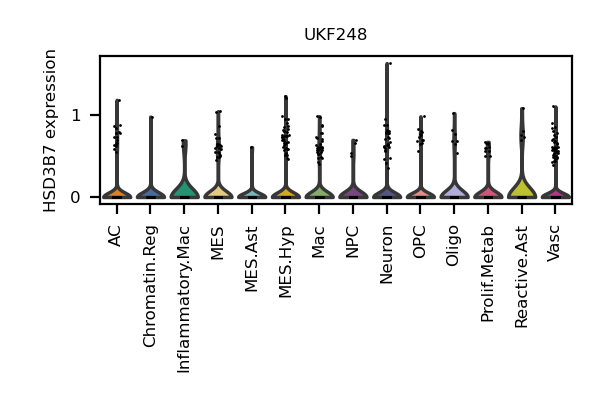 UKF248
HSD3B7 expression
1
0
AC
Chromatin.Reg
Inflammatory.Mac
MES
MES.Ast
MES.Hyp
Mac
NPC
Neuron
OPC
Oligo
Prolif.Metab
Reactive.Ast
Vasc